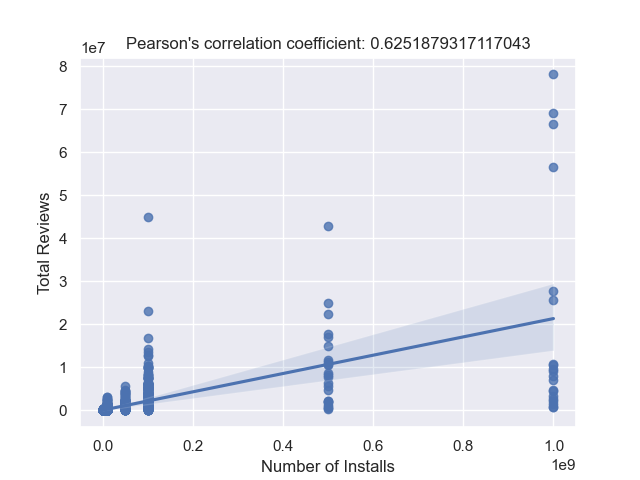 Pearson's correlation coefficient: 0.6251879317117043
1e7
8
7
6
5
4
3
2
1
0
Total Reviews
0.0 0.2 0.4 0.6 0.8 1.0
1e9
Number of Installs